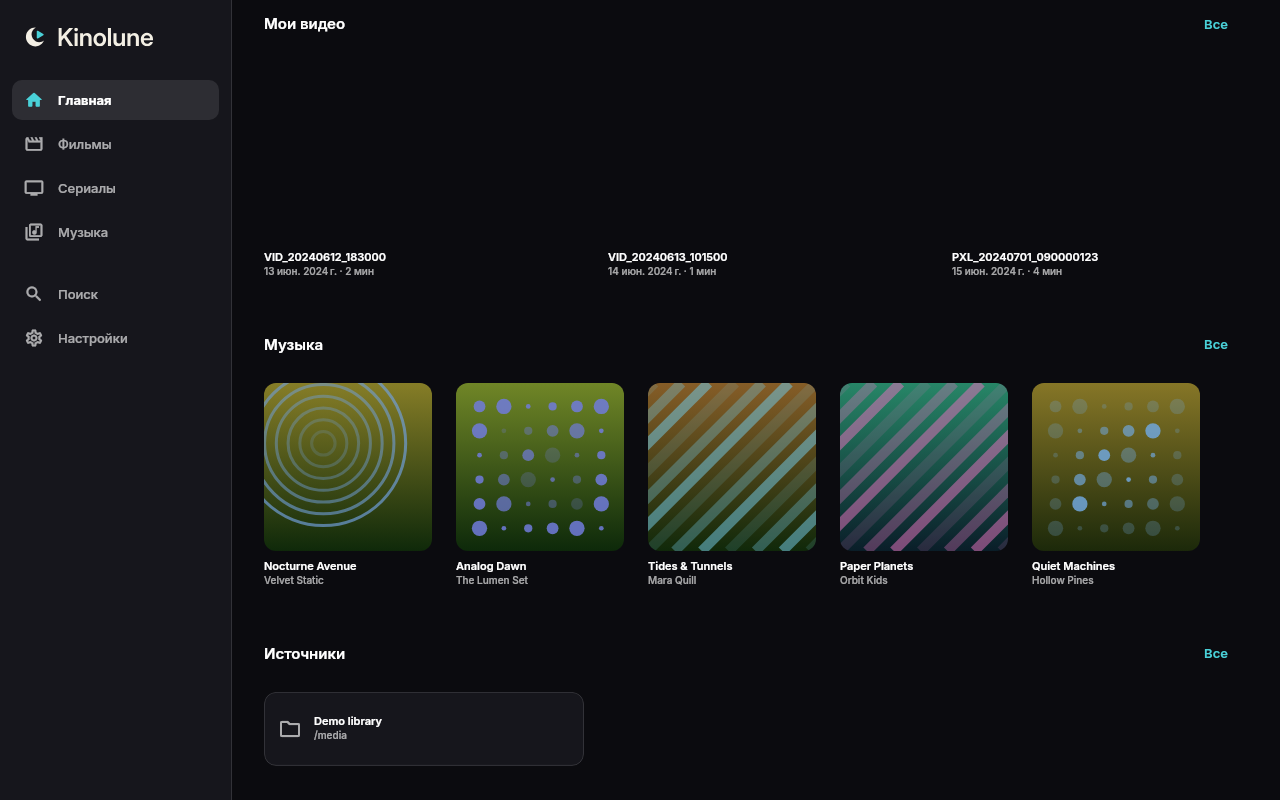 Kinolune
Главная
Фильмы
Сериалы
Музыка
Поиск
Настройки
Мои видео
Все
VID_20240612_183000
13 июн. 2024 г. · 2 мин
VID_20240613_101500
14 июн. 2024 г. · 1 мин
PXL_20240701_090000123
15 июн. 2024 г. · 4 мин
Музыка
Все
Nocturne Avenue
Velvet Static
Analog Dawn
The Lumen Set
Tides & Tunnels
Mara Quill
Paper Planets
Orbit Kids
Quiet Machines
Hollow Pines
Источники
Все
Demo library
/media